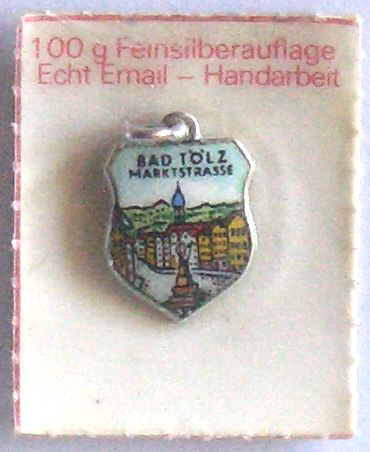 100 g Feinsilberauflage
Echt Email – Handarbeit
BAD TÖLZ
MARKTSTRASSE